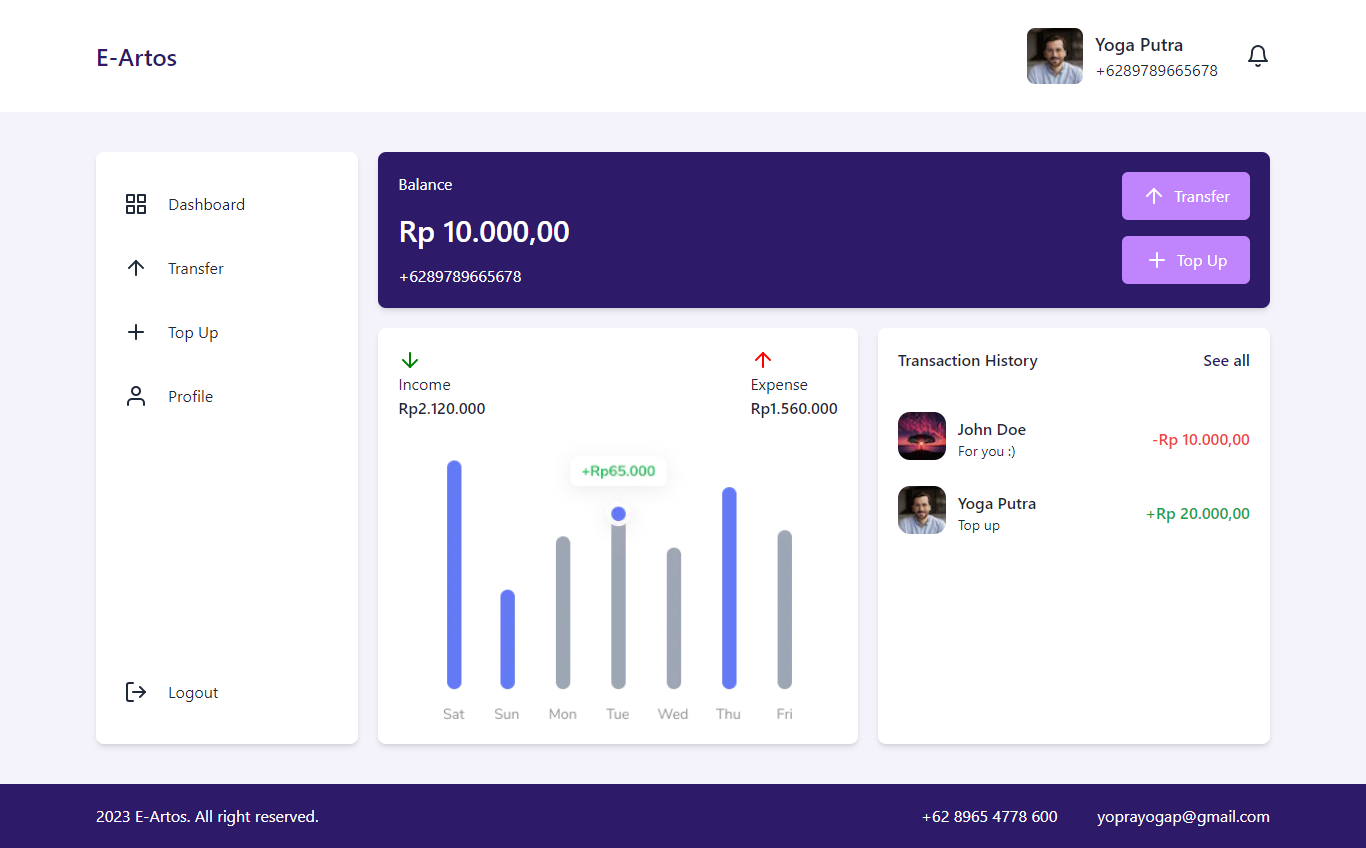 E-Artos
Yoga Putra
+6289789665678
Dashboard
Transfer
Top Up
Profile
Logout
Balance
Rp 10.000,00
+6289789665678
Transfer
Top Up
Income
Rp2.120.000
Expense
Rp1.560.000
+Rp65.000
Sat Sun Mon Tue Wed Thu Fri
Transaction History See all
John Doe
For you :)
-Rp 10.000,00
Yoga Putra
Top up
+Rp 20.000,00
2023 E-Artos. All right reserved.
+62 8965 4778 600
yoprayogap@gmail.com